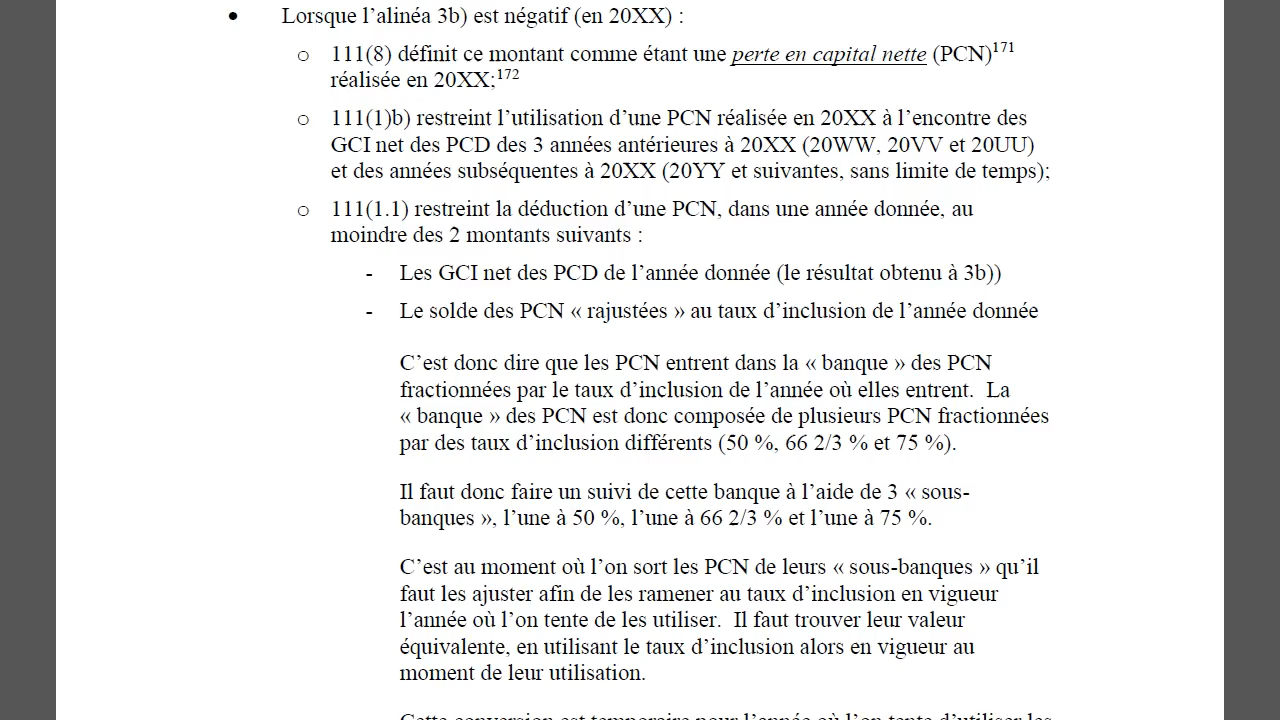 • Lorsque l’alinéa 3b) est négatif (en 20XX) :
o 111(8) définit ce montant comme étant une perte en capital nette (PCN)171
réalisée en 20XX;172
o 111(1)b) restreint l’utilisation d’une PCN réalisée en 20XX à l’encontre des
GCI net des PCD des 3 années antérieures à 20XX (20WW, 20VV et 20UU)
et des années subséquentes à 20XX (20YY et suivantes, sans limite de temps);
o 111(1.1) restreint la déduction d’une PCN, dans une année donnée, au
moindre des 2 montants suivants :
- Les GCI net des PCD de l’année donnée (le résultat obtenu à 3b))
- Le solde des PCN « rajustées » au taux d’inclusion de l’année donnée
C’est donc dire que les PCN entrent dans la « banque » des PCN
fractionnées par le taux d’inclusion de l’année où elles entrent. La
« banque » des PCN est donc composée de plusieurs PCN fractionnées
par des taux d’inclusion différents (50 %, 66 2/3 % et 75 %).
Il faut donc faire un suivi de cette banque à l’aide de 3 « sous-
banques », l’une à 50 %, l’une à 66 2/3 % et l’une à 75 %.
C’est au moment où l’on sort les PCN de leurs « sous-banques » qu’il
faut les ajuster afin de les ramener au taux d’inclusion en vigueur
l’année où l’on tente de les utiliser. Il faut trouver leur valeur
équivalente, en utilisant le taux d’inclusion alors en vigueur au
moment de leur utilisation.
Cette conversion est temporaire pour l’année où l’on tente d’utiliser les